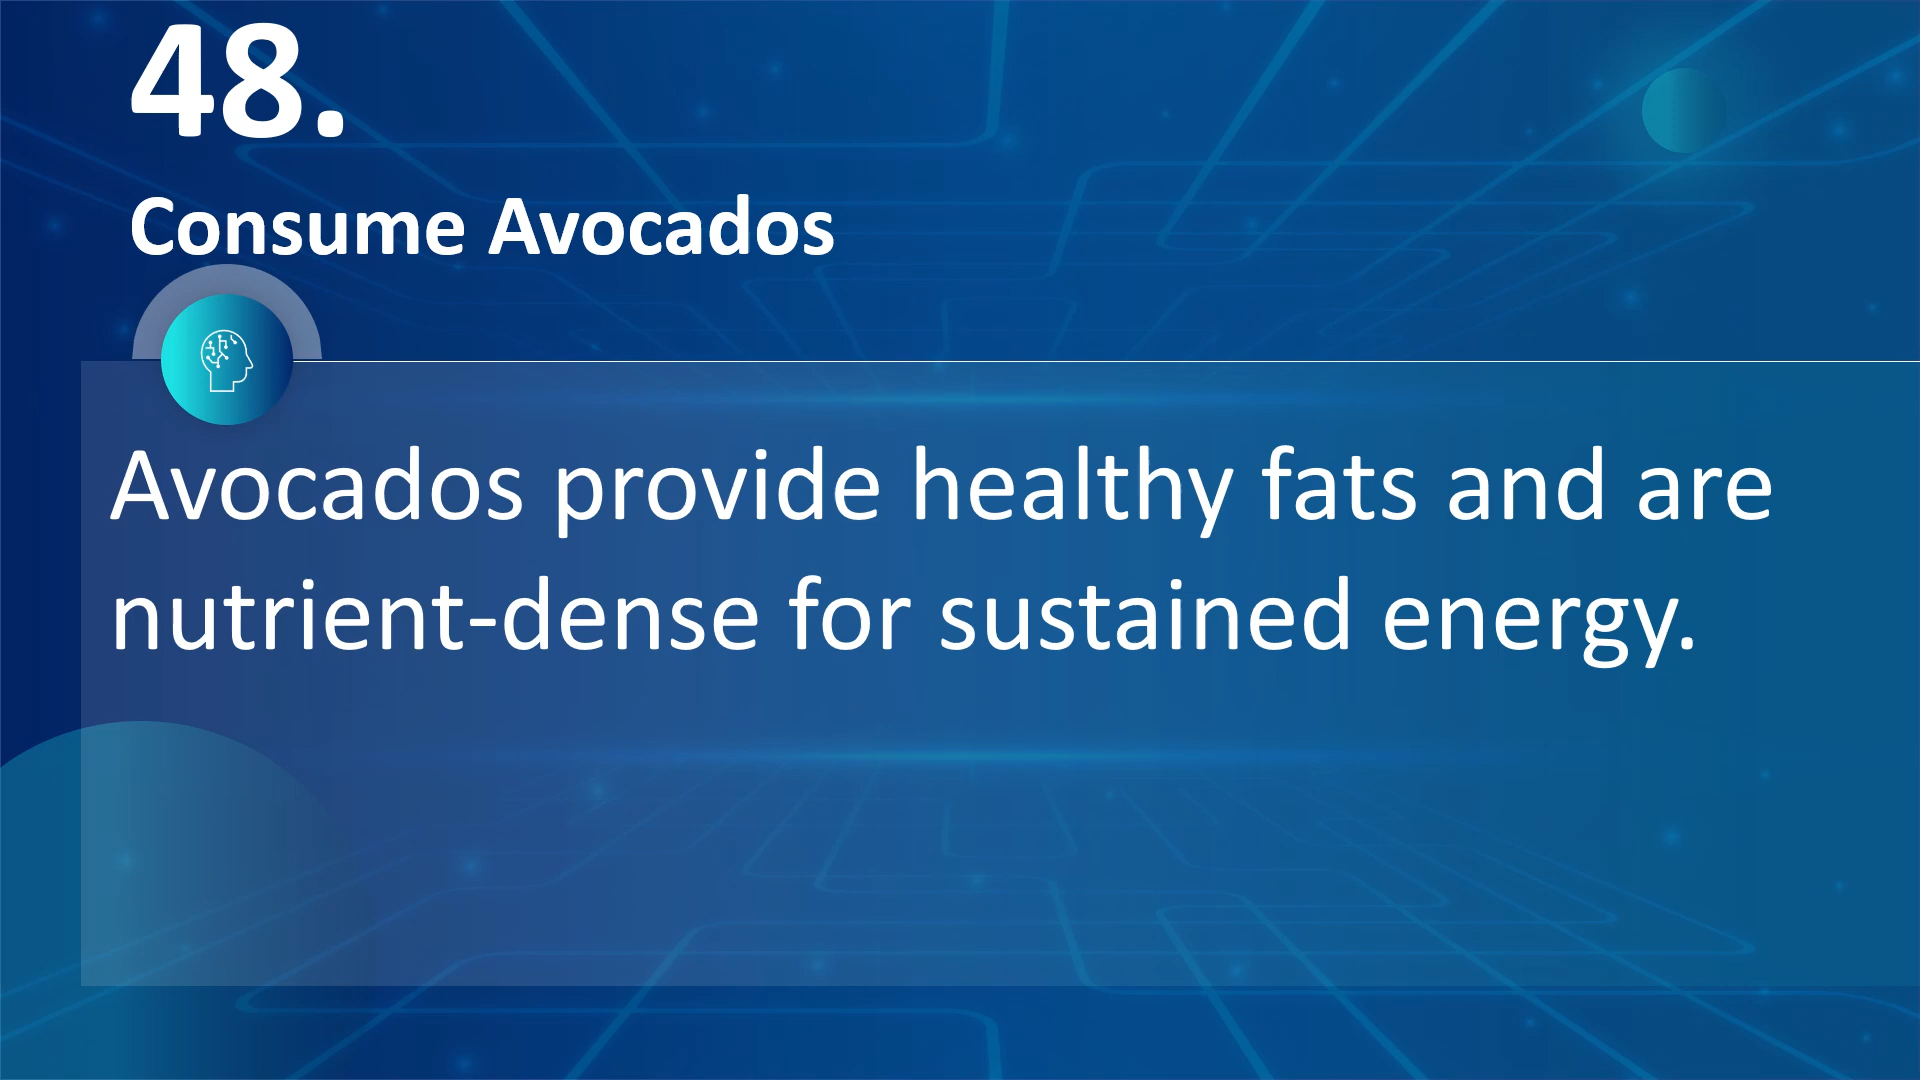 48.
Consume Avocados
Avocados provide healthy fats and are
nutrient-dense for sustained energy.